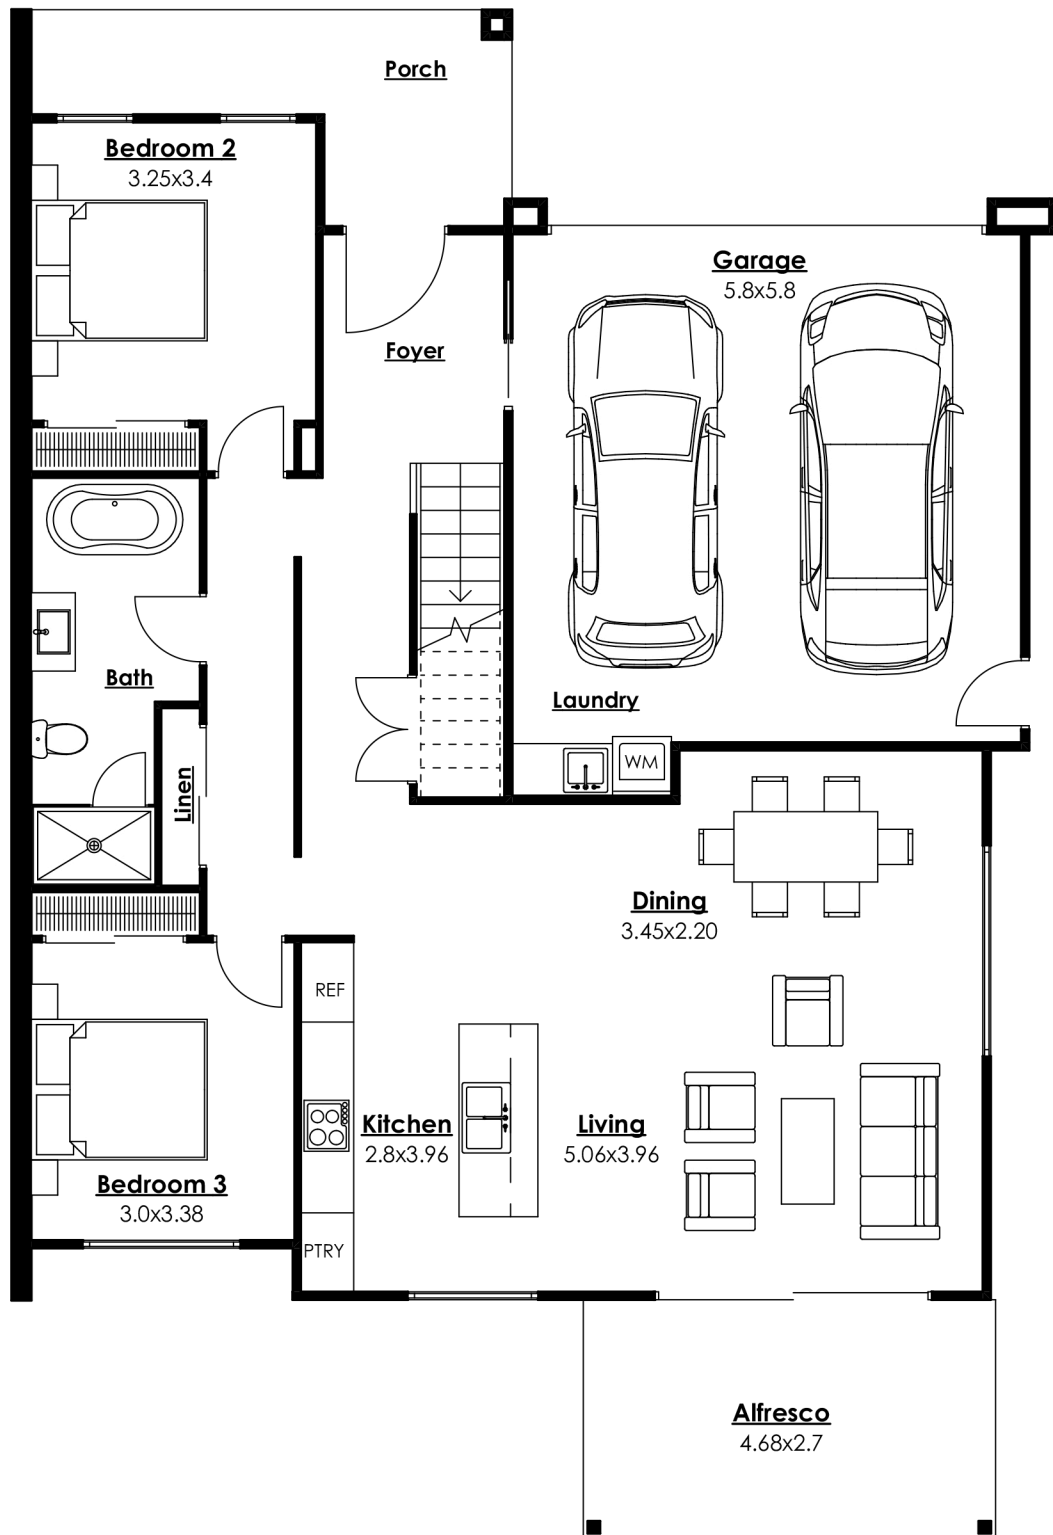 Porch
Bedroom 2
3.25x3.4
Garage
5.8x5.8
Foyer
Bath
Laundry
WM
Linen
Dining
3.45x2.20
REF
Kitchen
2.8x3.96
Living
5.06x3.96
Bedroom 3
3.0x3.38
PTRY
Alfresco
4.68x2.7